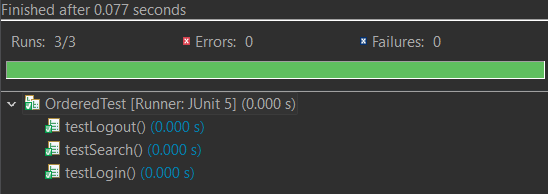 Finished after 0.077 seconds
Runs: 3/3 Errors: 0 Failures: 0
OrderedTest [Runner: JUnit 5] (0.000 s)
testLogout() (0.000 s)
testSearch() (0.000 s)
testLogin() (0.000 s)